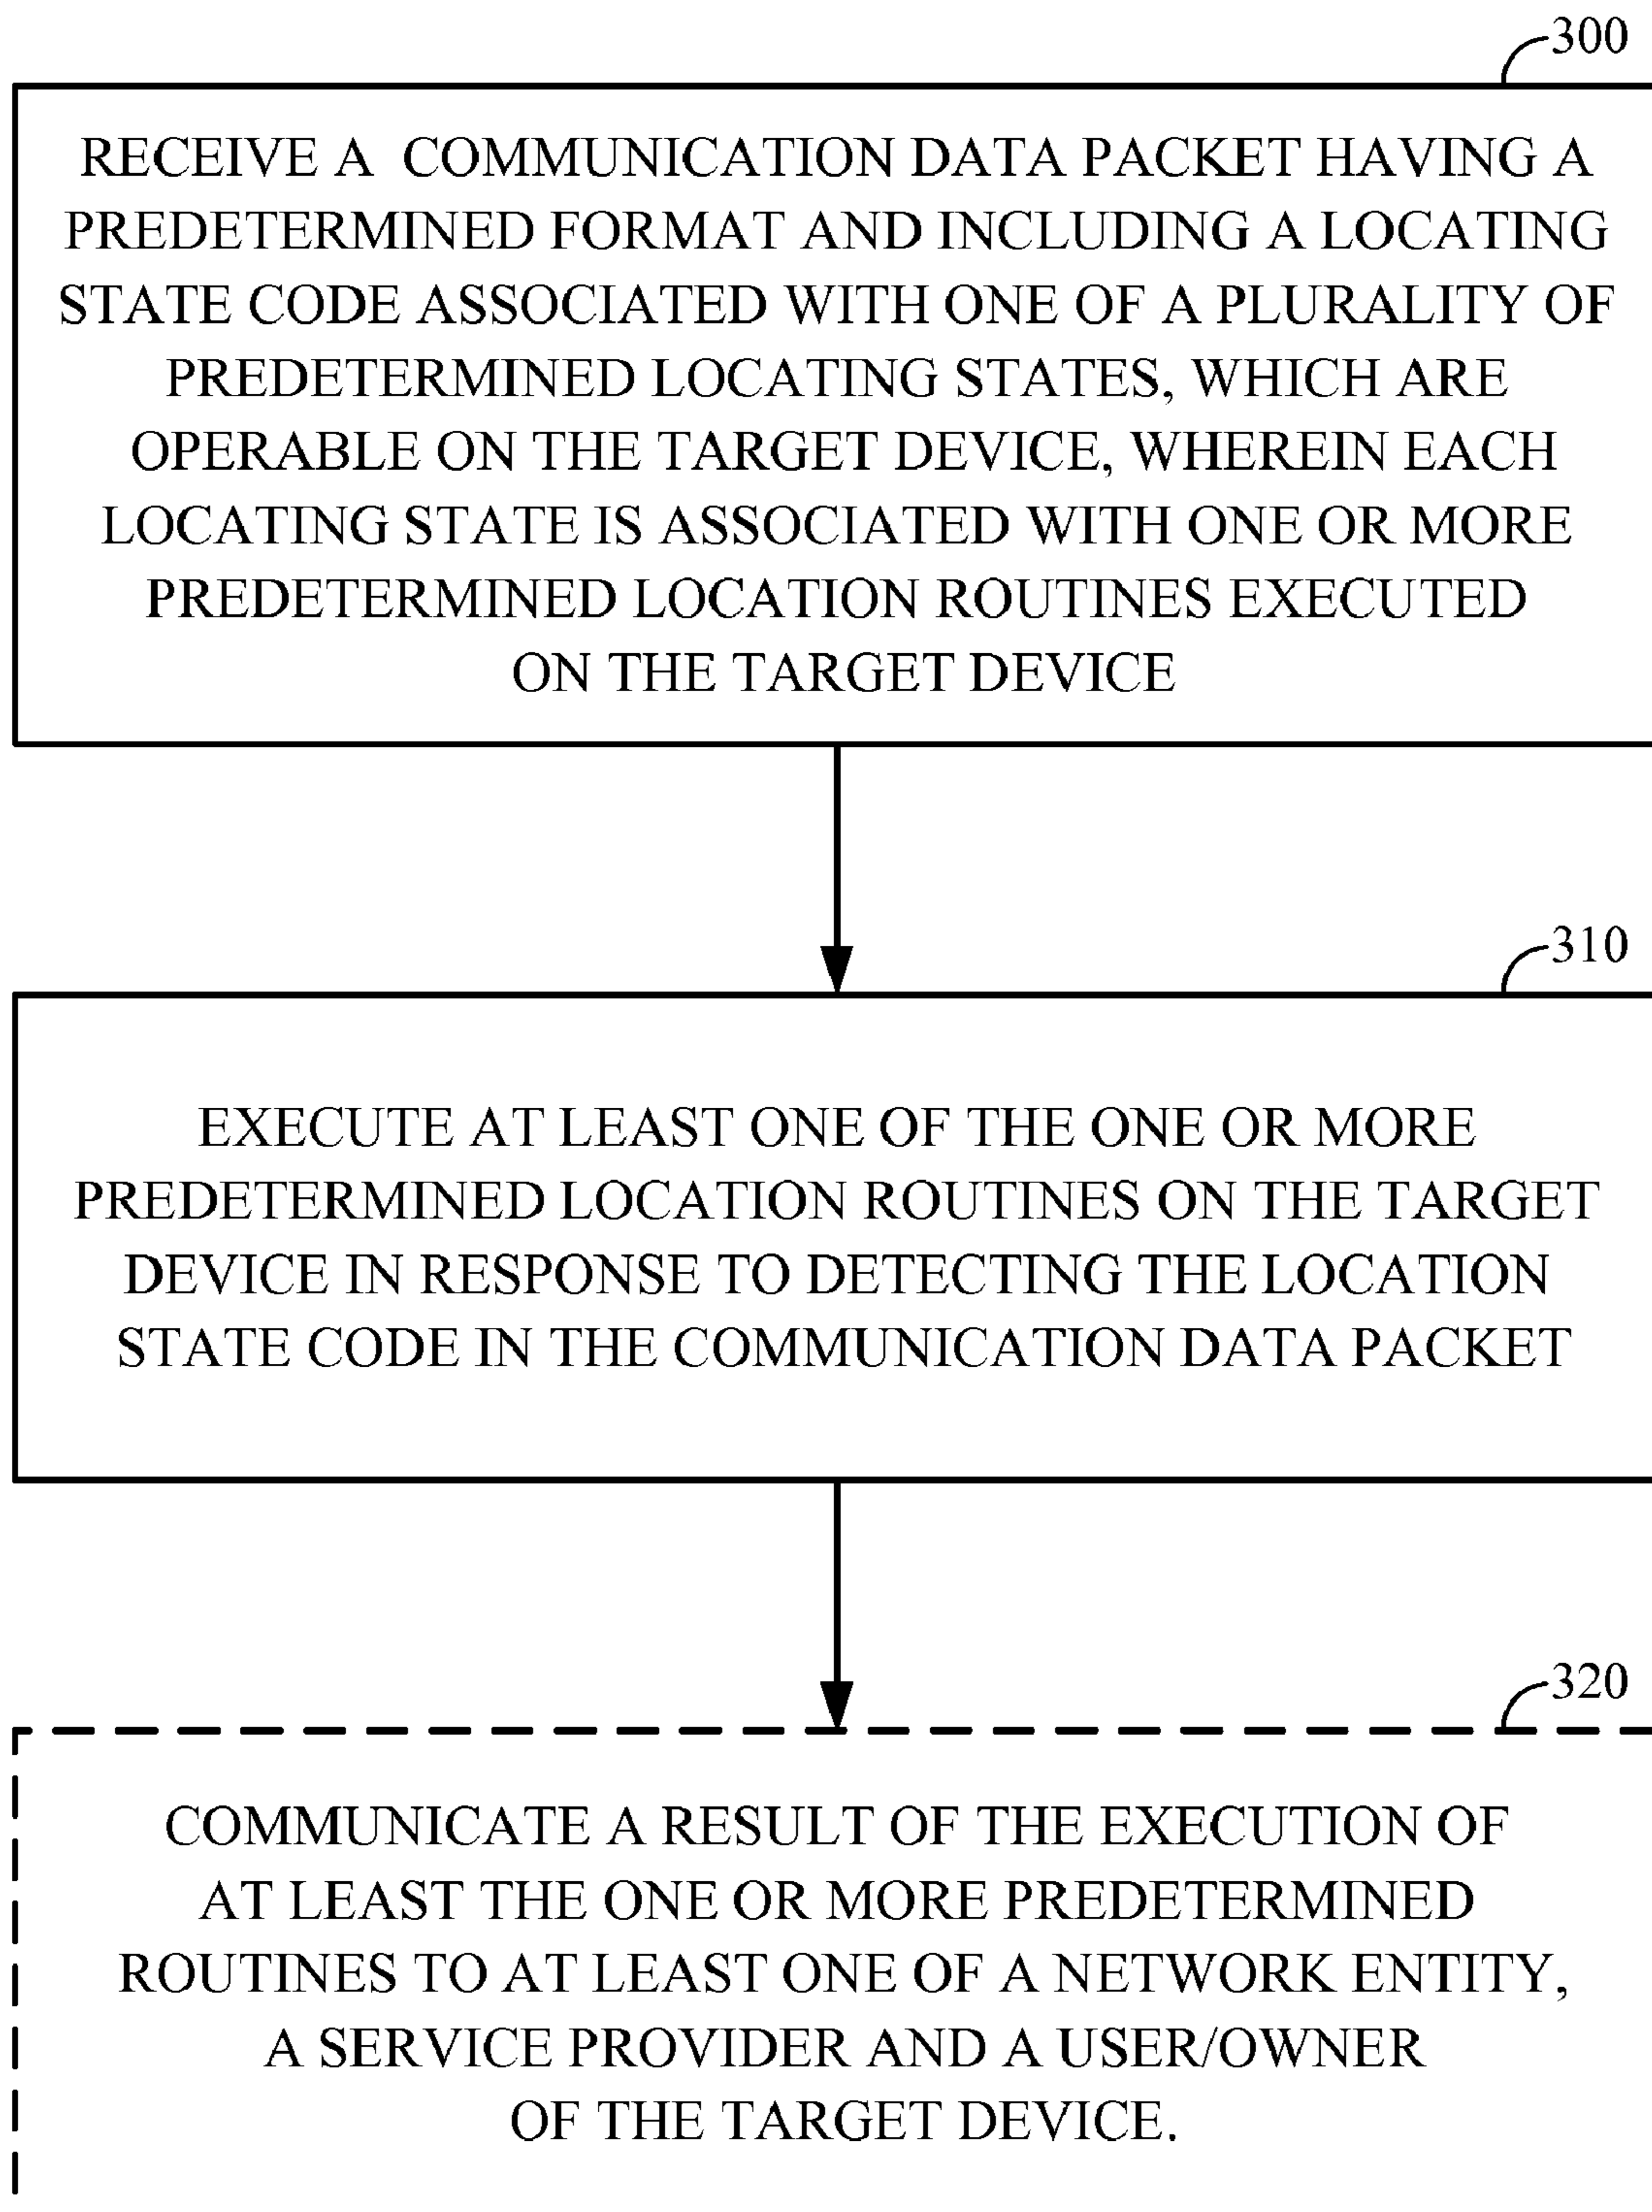 300
RECEIVE A COMMUNICATION DATA PACKET HAVING A
PREDETERMINED FORMAT AND INCLUDING A LOCATING
STATE CODE ASSOCIATED WITH ONE OF A PLURALITY OF
PREDETERMINED LOCATING STATES, WHICH ARE
OPERABLE ON THE TARGET DEVICE, WHEREIN EACH
LOCATING STATE IS ASSOCIATED WITH ONE OR MORE
PREDETERMINED LOCATION ROUTINES EXECUTED
ON THE TARGET DEVICE
310
EXECUTE AT LEAST ONE OF THE ONE OR MORE
PREDETERMINED LOCATION ROUTINES ON THE TARGET
DEVICE IN RESPONSE TO DETECTING THE LOCATION
STATE CODE IN THE COMMUNICATION DATA PACKET
320
COMMUNICATE A RESULT OF THE EXECUTION OF
AT LEAST THE ONE OR MORE PREDETERMINED
ROUTINES TO AT LEAST ONE OF A NETWORK ENTITY,
A SERVICE PROVIDER AND A USER/OWNER
OF THE TARGET DEVICE.